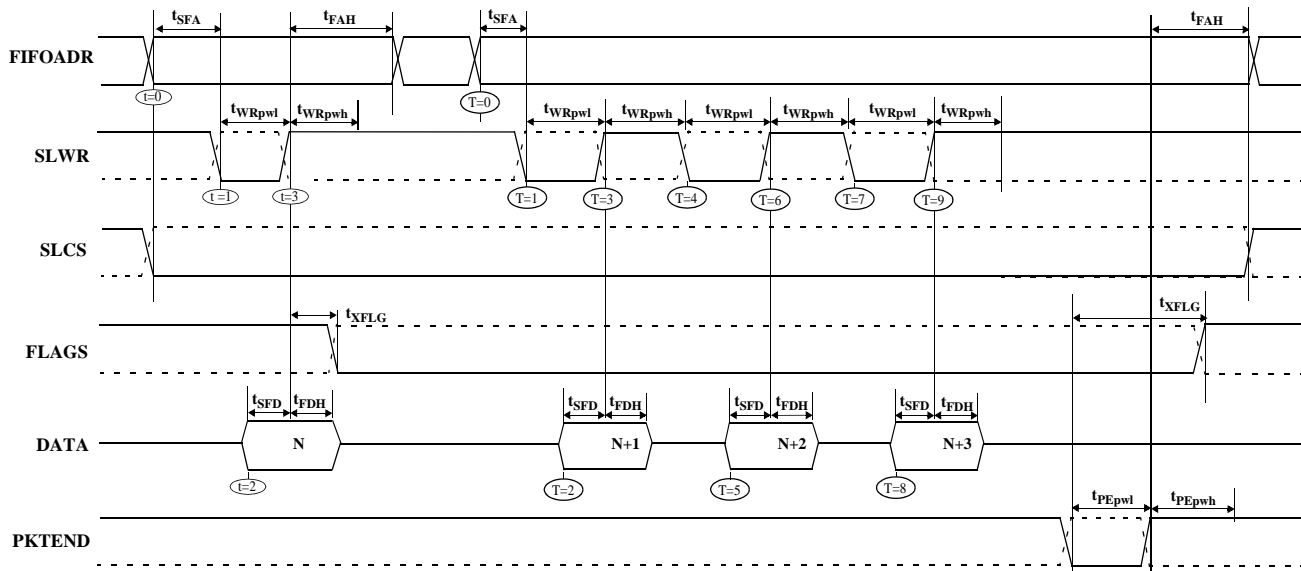 tSFA tFAH tSFA tFAH
FIFOADR
t=0 T=0
tWRpwl tWRpwh tWRpwl tWRpwh tWRpwl tWRpwh tWRpwl tWRpwh
SLWR
t =1 t=3 T=1 T=3 T=4 T=6 T=7 T=9
SLCS
tXFLG tXFLG
FLAGS
tSFD tFDH tSFD tFDH tSFD tFDH tSFD tFDH
DATA N N+1 N+2 N+3
t=2 T=2 T=5 T=8
tPEpwl tPEpwh
PKTEND